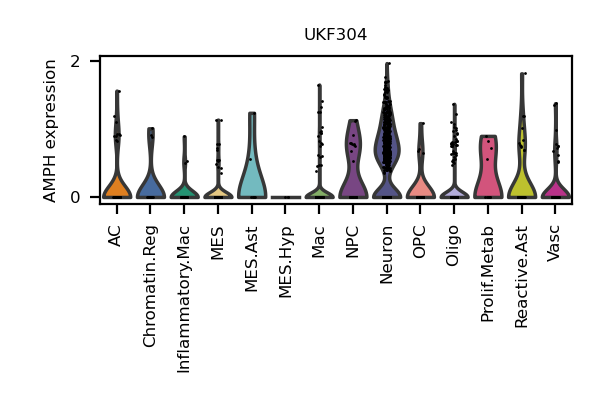 UKF304
AMPH expression
2
0
AC
Chromatin.Reg
Inflammatory.Mac
MES
MES.Ast
MES.Hyp
Mac
NPC
Neuron
OPC
Oligo
Prolif.Metab
Reactive.Ast
Vasc